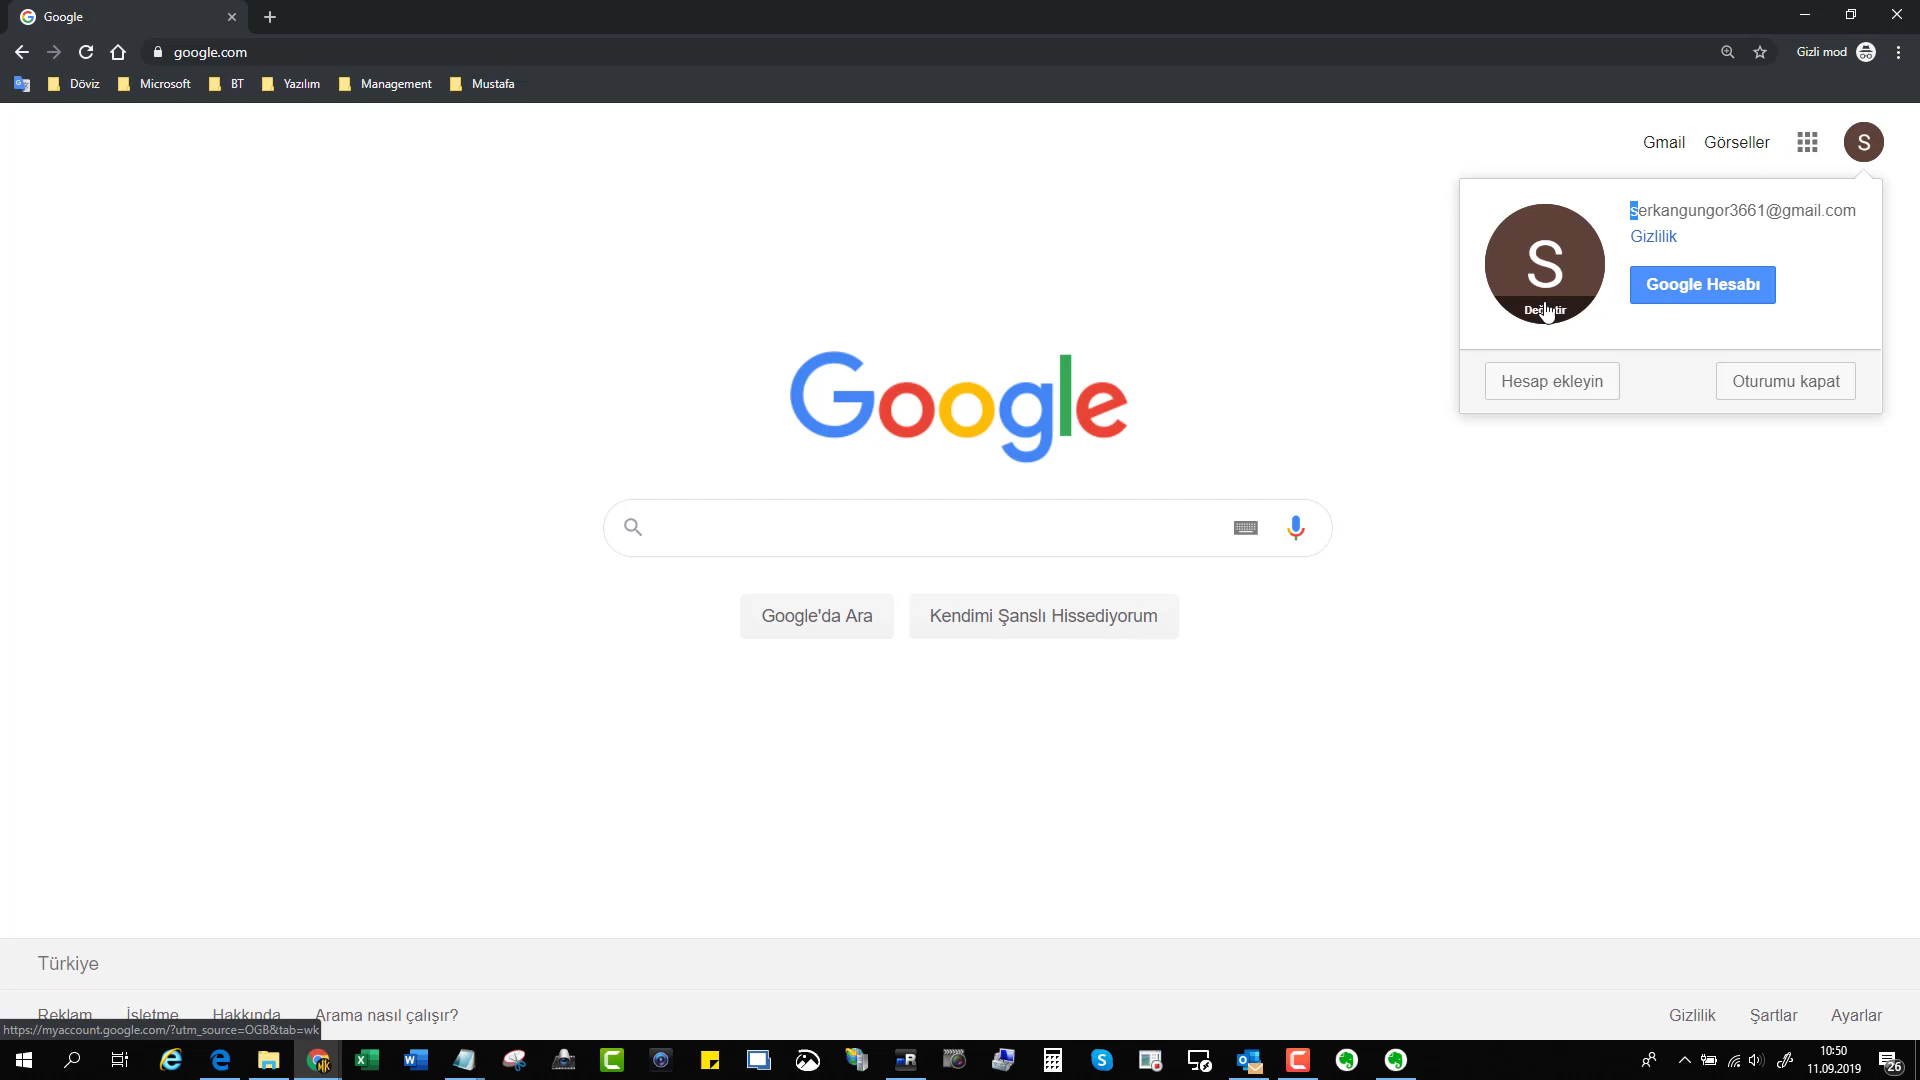 Google
google.com
Gizli mod
Döviz
Microsoft
BT
Yazılım
Management
Mustafa
Gmail
Görseller
S
serkangungor3661@gmail.com
Gizlilik
S
Google Hesabı
Hesap ekleyin
Oturumu kapat
Google
Google'da Ara
Kendimi Şanslı Hissediyorum
Türkiye
Reklam
İşletme
Hakkında
Arama nasıl çalışır?
Gizlilik
Şartlar
Ayarlar
https://myaccount.google.com/?utm_source=OGB&tab=wk
10:50
11.09.2019
26